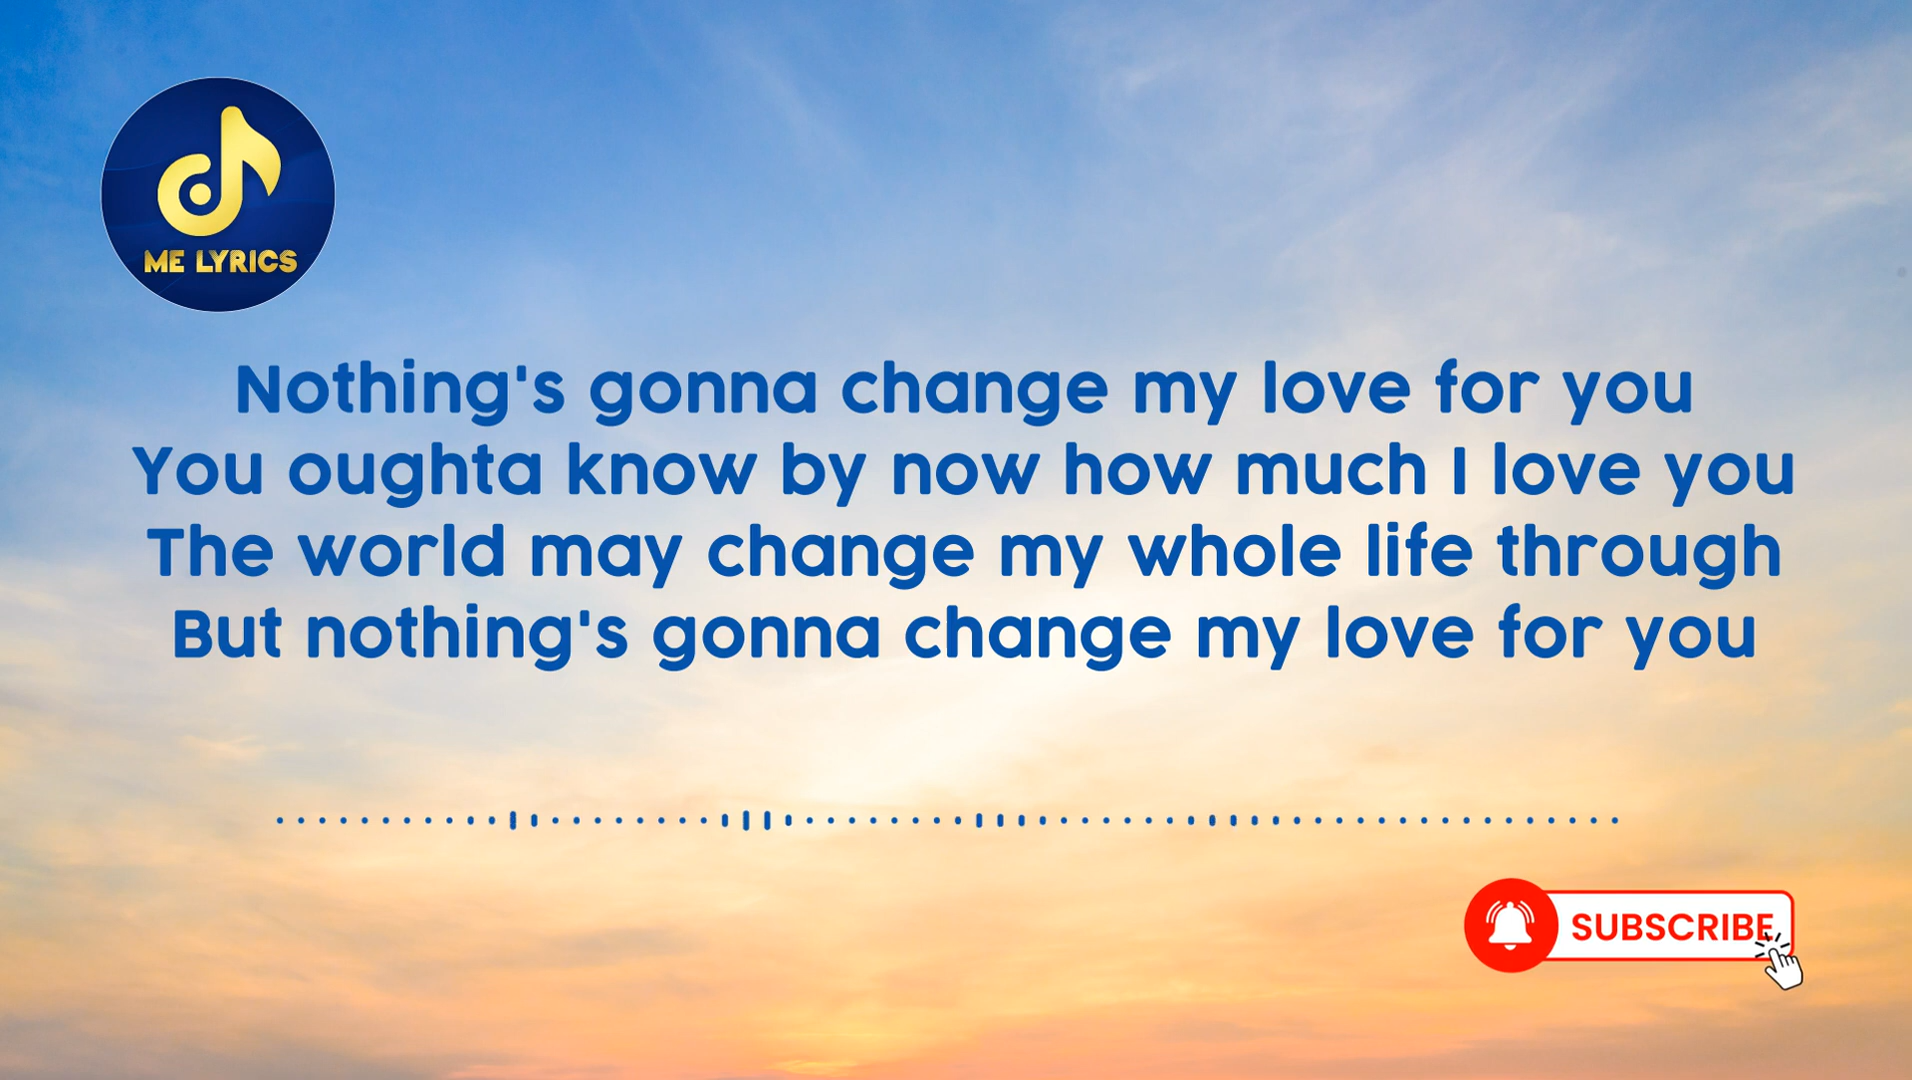 ME LYRICS
Nothing's gonna change my love for you
You oughta know by now how much I love you
The world may change my whole life through
But nothing's gonna change my love for you
SUBSCRIBE